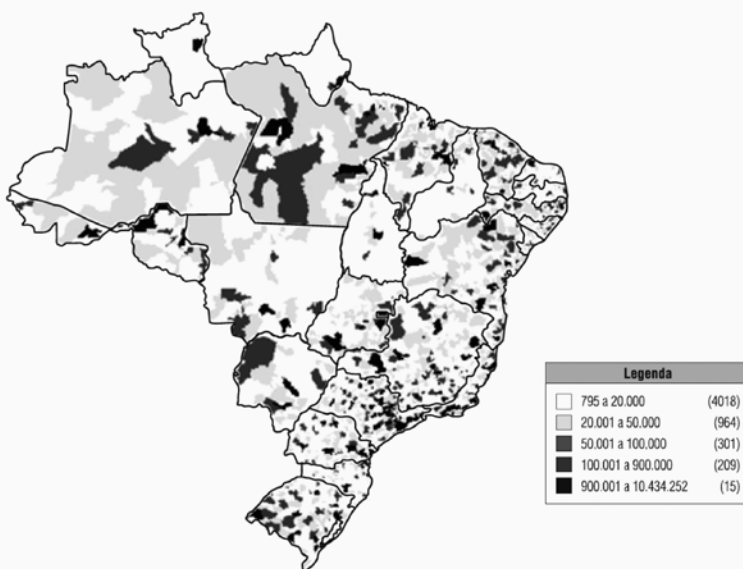 Legenda
795 a 20.000 (4018)
20.001 a 50.000 (964)
50.001 a 100.000 (301)
100.001 a 900.000 (209)
900.001 a 10.434.252 (15)